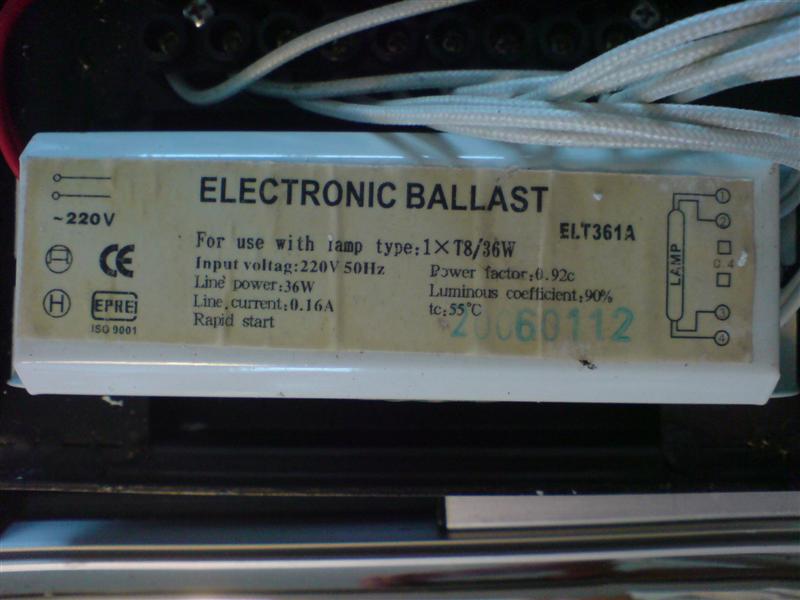 ELECTRONIC BALLAST
ELT361A
~220V
For use with lamp type:1×T8/36W
Input voltag:220V 50Hz
Line power:36W
Line current:0.16A
Rapid start
Power factor:0.92c
Luminous coefficient:90%
tc:55°C
20060112
CE
H
EPREI
ISO 9001
LAMP
1
2
3
4